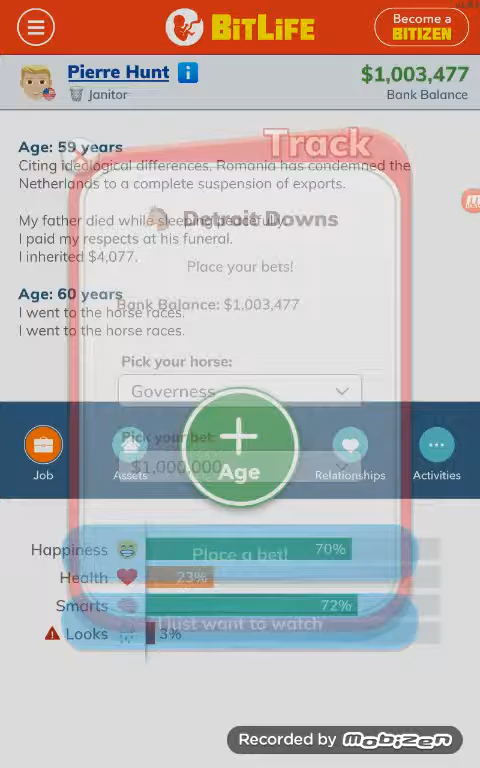 BitLiFE
Become a
BITIZEN
Pierre Hunt i
$1,003,477
Janitor
Bank Balance
Age: 59 years
Track
Citing ideological differences, Romania has condemned the
Netherlands to a complete suspension of exports.
My father died while sleeping peacefully.
Detroit Downs
I paid my respects at his funeral.
I inherited $4,077.
Place your bets!
Age: 60 years
Bank Balance: $1,003,477
I went to the horse races.
I went to the horse races.
Pick your horse:
Governess
Pick your bet:
$1,000,000
Job
Assets
+
Age
Relationships
Activities
Happiness
70%
Place a bet!
Health
23%
Smarts
72%
I just want to watch
Looks
3%
Recorded by mobizen